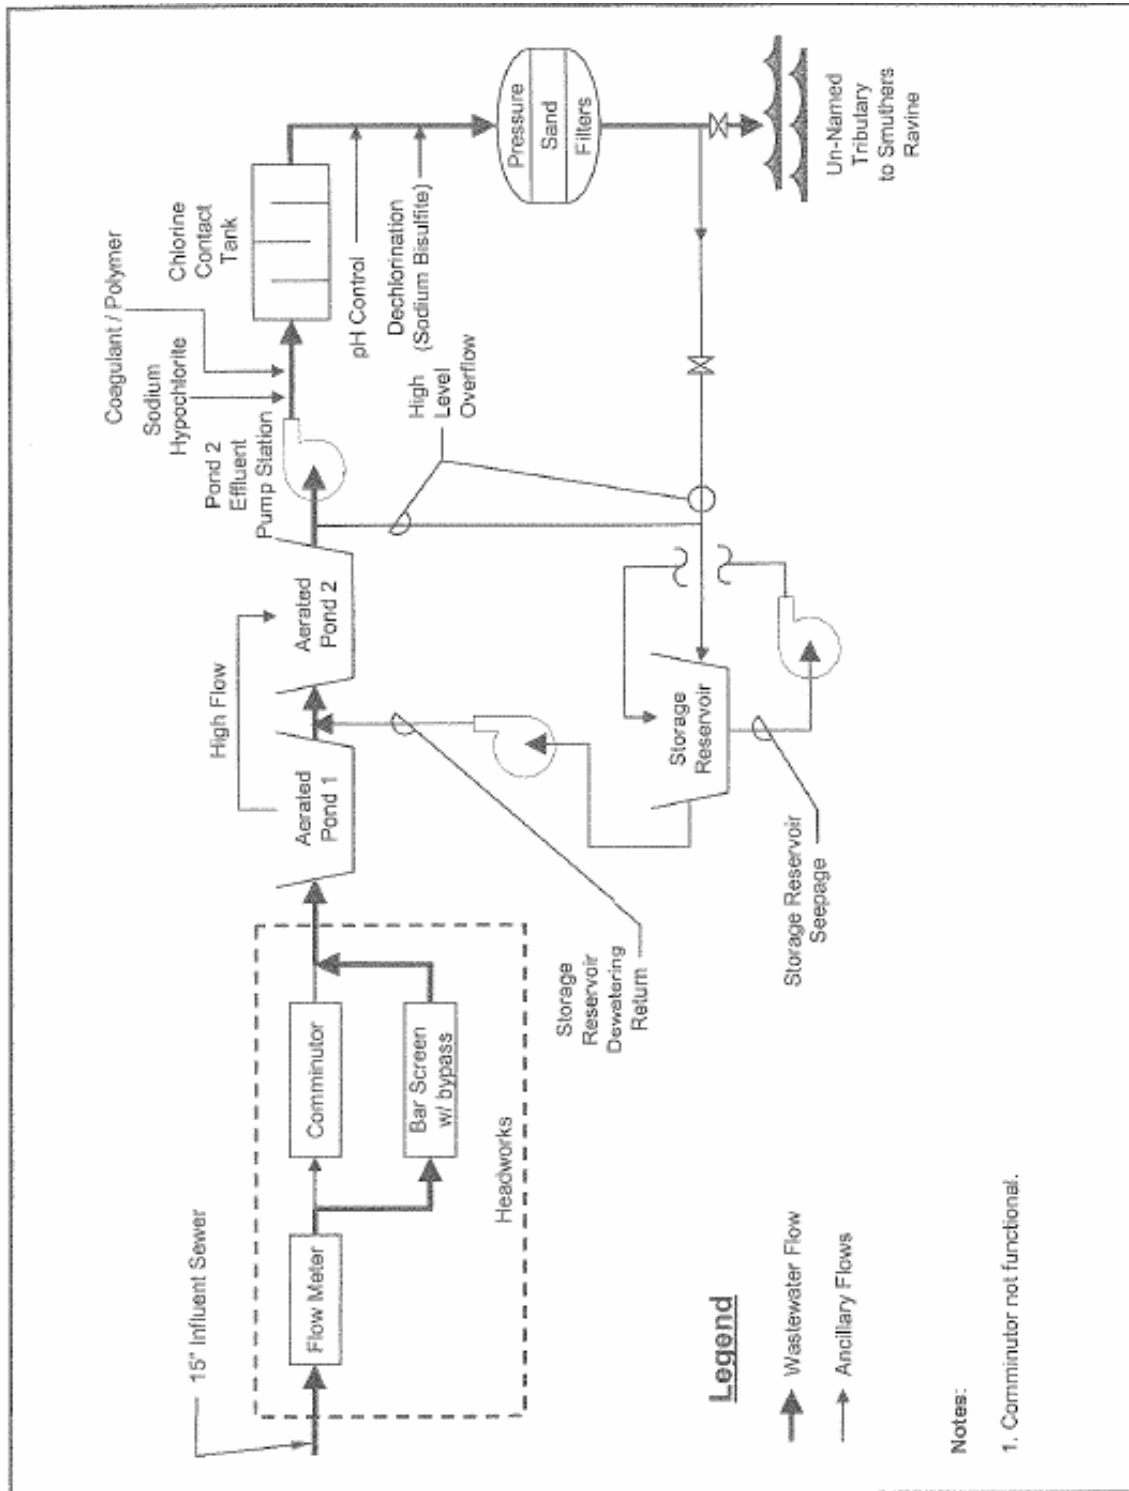 15" Influent Sewer
Flow Meter
Comminutor
Bar Screen
w/ bypass
Headworks
High Flow
Aerated
Pond 1
Aerated
Pond 2
Pond 2
Effluent
Pump Station
Sodium
Hypochlorite
Coagulant / Polymer
Chlorine
Contact
Tank
pH Control
Dechlorination
(Sodium Bisulfite)
High
Level
Overflow
Pressure
Sand
Filters
Un-Named
Tributary
to Smuthers
Ravine
Storage
Reservoir
Dewatering
Return
Storage
Reservoir
Storage Reservoir
Seepage
Legend
Wastewater Flow
Ancillary Flows
Notes:
1. Comminutor not functional.